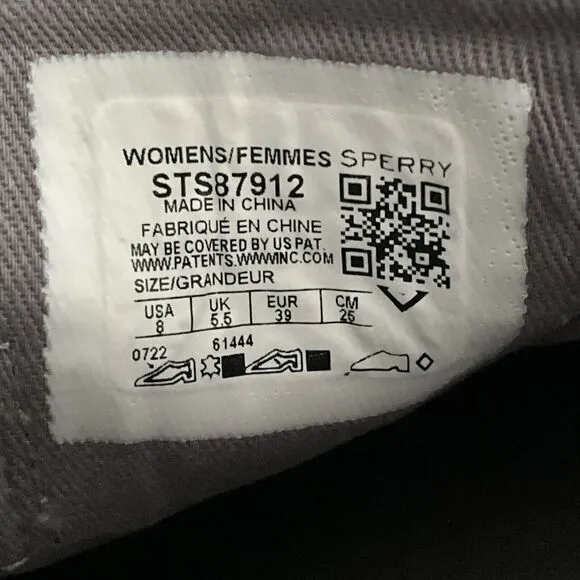 WOMENS/FEMMES SPERRY
STS87912
MADE IN CHINA
FABRIQUÉ EN CHINE
MAY BE COVERED BY US PAT.
WWW.PATENTS.WWWINC.COM
SIZE/GRANDEUR
USA UK EUR CM
8 5.5 39 25
0722 61444